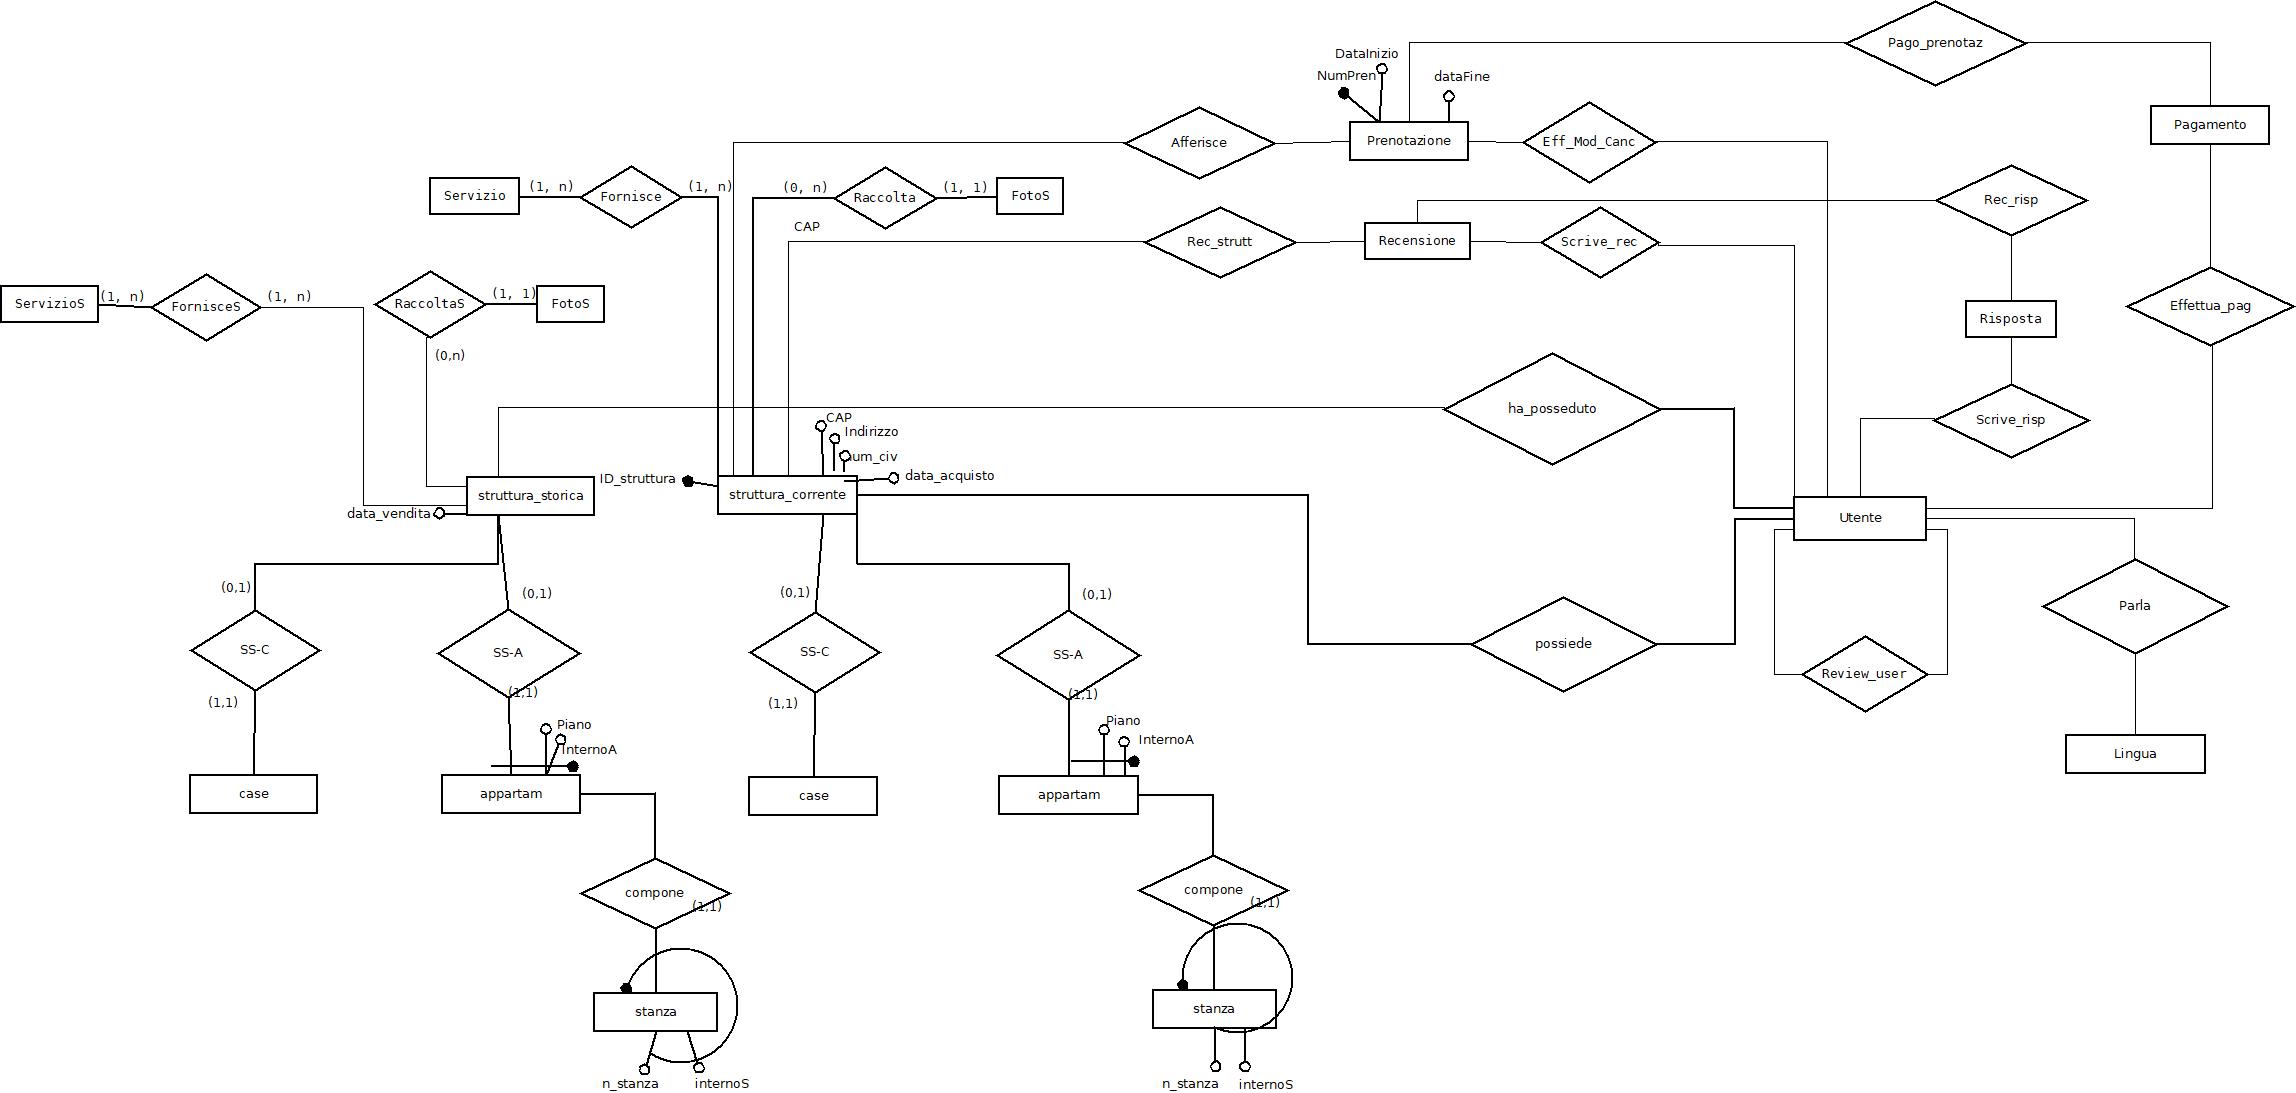 Pago_prenotaz
DataInizio
NumPren
dataFine
Pagamento
Afferisce
Prenotazione
Eff_Mod_Canc
Servizio
(1, n)
Fornisce
(1, n)
(0, n)
Raccolta
(1, 1)
FotoS
Rec_risp
CAP
Rec_strutt
Recensione
Scrive_rec
ServizioS
(1, n)
FornisceS
(1, n)
RaccoltaS
(1, 1)
FotoS
Risposta
Effettua_pag
(0,n)
ha_posseduto
CAP
Indirizzo
num_civ
Scrive_risp
ID_struttura
data_acquisto
struttura_storica
struttura_corrente
data_vendita
Utente
(0,1)
(0,1)
(0,1)
(0,1)
Parla
SS-C
SS-A
SS-C
SS-A
possiede
Review_user
(1,1)
(1,1)
(1,1)
(1,1)
Piano
InternoA
Piano
InternoA
Lingua
case
appartam
case
appartam
compone
(1,1)
compone
(1,1)
stanza
stanza
n_stanza
internoS
n_stanza
internoS